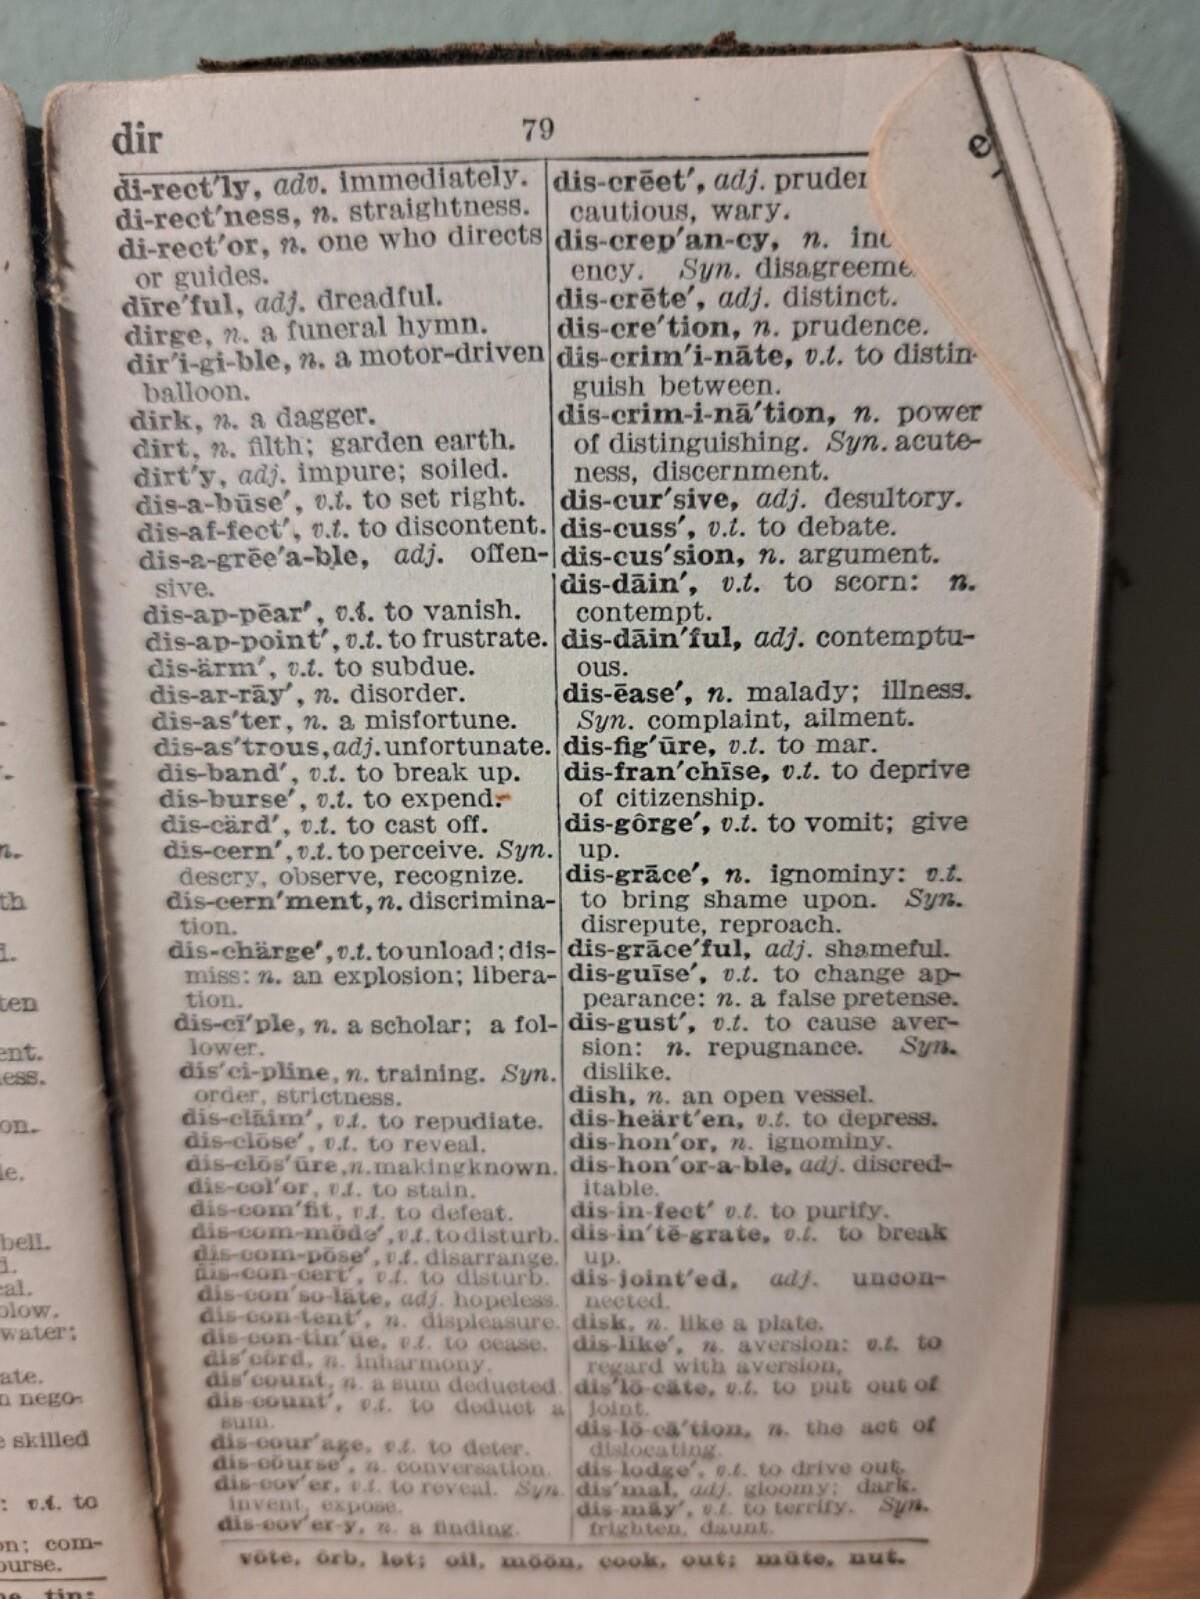 dir
79
di-rect′ly, adv. immediately.
di-rect′ness, n. straightness.
di-rect′or, n. one who directs
or guides.
dīre′ful, adj. dreadful.
dirge, n. a funeral hymn.
dir′i-gi-ble, n. a motor-driven
balloon.
dirk, n. a dagger.
dirt, n. filth; garden earth.
dirt′y, adj. impure; soiled.
dis-a-būse′, v.t. to set right.
dis-af-fect′, v.t. to discontent.
dis-a-grēe′a-ble, adj. offen-
sive.
dis-ap-pēar′, v.i. to vanish.
dis-ap-point′, v.t. to frustrate.
dis-ärm′, v.t. to subdue.
dis-ar-rāy′, n. disorder.
dis-as′ter, n. a misfortune.
dis-as′trous, adj. unfortunate.
dis-band′, v.t. to break up.
dis-burse′, v.t. to expend.
dis-cärd′, v.t. to cast off.
dis-cern′, v.t. to perceive. Syn.
descry, observe, recognize.
dis-cern′ment, n. discrimina-
tion.
dis-chärge′, v.t. to unload; dis-
miss: n. an explosion; libera-
tion.
dis-cī′ple, n. a scholar; a fol-
lower.
dis′ci-pline, n. training. Syn.
order, strictness.
dis-clāim′, v.t. to repudiate.
dis-clōse′, v.t. to reveal.
dis-clōs′ūre, n. making known.
dis-col′or, v.t. to stain.
dis-com′fit, v.t. to defeat.
dis-com-mōde′, v.t. to disturb.
dis-com-pōse′, v.t. disarrange.
dis-con-cert′, v.t. to disturb.
dis-con′so-late, adj. hopeless.
dis-con-tent′, n. displeasure.
dis-con-tin′ūe, v.t. to cease.
dis′côrd, n. inharmony.
dis′count, n. a sum deducted.
dis-count′, v.t. to deduct a
sum.
dis-cour′age, v.t. to deter.
dis-cōurse′, n. conversation.
dis-cov′er, v.t. to reveal. Syn.
invent, expose.
dis-cov′er-y, n. a finding.
dis-crēet′, adj.
cautious, wary.
dis-crep′an-cy, n.
ency. Syn.
dis-crēte′, adj. distinct.
dis-cre′tion, n. prudence.
dis-crim′i-nāte, v.t. to distin-
guish between.
dis-crim-i-nā′tion, n. power
of distinguishing. Syn. acute-
ness, discernment.
dis-cur′sive, adj. desultory.
dis-cuss′, v.t. to debate.
dis-cus′sion, n. argument.
dis-dāin′, v.t. to scorn: n.
contempt.
dis-dāin′ful, adj. contemptu-
ous.
dis-ēase′, n. malady; illness.
Syn. complaint, ailment.
dis-fig′ūre, v.t. to mar.
dis-fran′chīse, v.t. to deprive
of citizenship.
dis-gôrge′, v.t. to vomit; give
up.
dis-grāce′, n. ignominy: v.t.
to bring shame upon. Syn.
disrepute, reproach.
dis-grāce′ful, adj. shameful.
dis-guīse′, v.t. to change ap-
pearance: n. a false pretense.
dis-gust′, v.t. to cause aver-
sion: n. repugnance. Syn.
dislike.
dish, n. an open vessel.
dis-heärt′en, v.t. to depress.
dis-hon′or, n. ignominy.
dis-hon′or-a-ble, adj. discred-
itable.
dis-in-fect′ v.t. to purify.
dis-in′tē-grate, v.t. to break
up.
dis-joint′ed, adj. uncon-
nected.
disk, n. like a plate.
dis-līke′, n. aversion: v.t. to
regard with aversion,
dis′lō-cāte, v.t. to put out of
joint.
dis-lō-cā′tion, n. the act of
dislocating.
dis-lodge′, v.t. to drive out.
dis′mal, adj. gloomy; dark.
dis-māy′, v.t. to terrify. Syn.
frighten, daunt.
vōte, ôrb, lot; oil, mōōn, cook, out; mūte, nut.